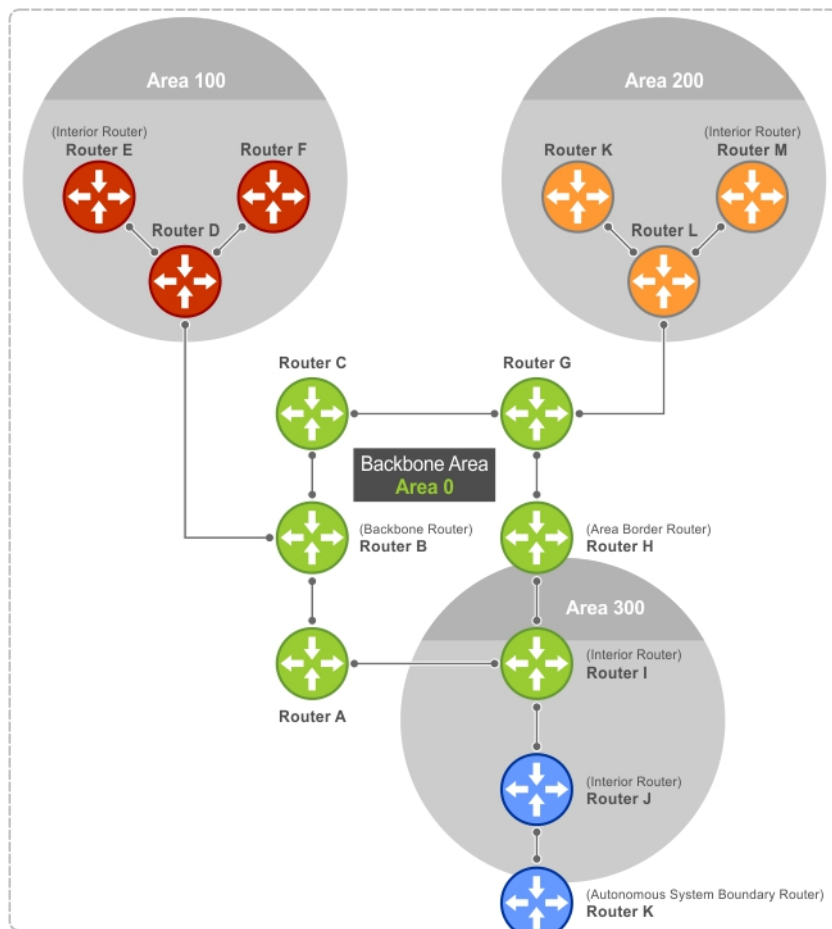 Area 100
Area 200
(Interior Router)
Router E
Router F
Router D
Router K
(Interior Router)
Router M
Router L
Router C
Router G
Backbone Area
Area 0
(Backbone Router)
Router B
(Area Border Router)
Router H
Area 300
(Interior Router)
Router I
Router A
(Interior Router)
Router J
(Autonomous System Boundary Router)
Router K